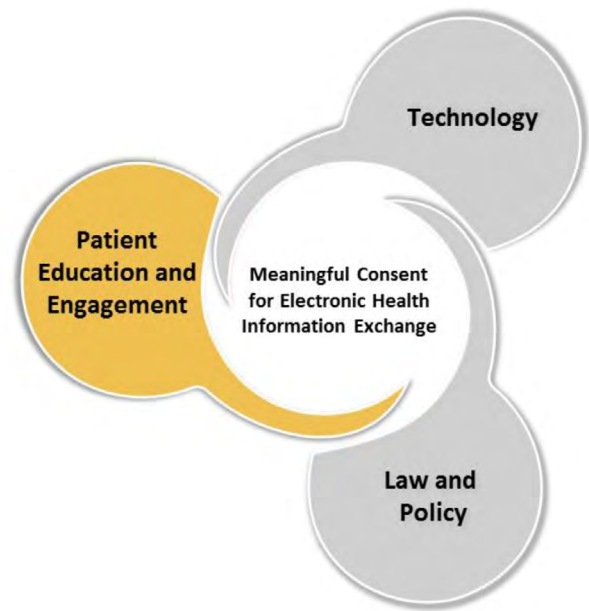 Technology
Patient
Education and
Engagement
Meaningful Consent
for Electronic Health
Information Exchange
Law and
Policy